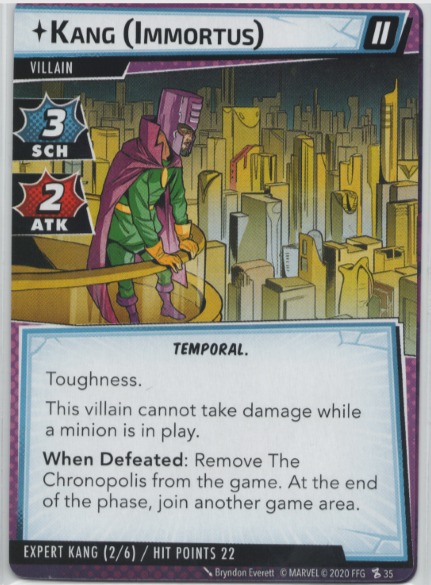 KANG (IMMORTUS)
II
VILLAIN
3
SCH
2
ATK
TEMPORAL.
Toughness.
This villain cannot take damage while
a minion is in play.
When Defeated: Remove The
Chronopolis from the game. At the end
of the phase, join another game area.
EXPERT KANG (2/6) / HIT POINTS 22
Bryndon Everett © MARVEL © 2020 FFG 35